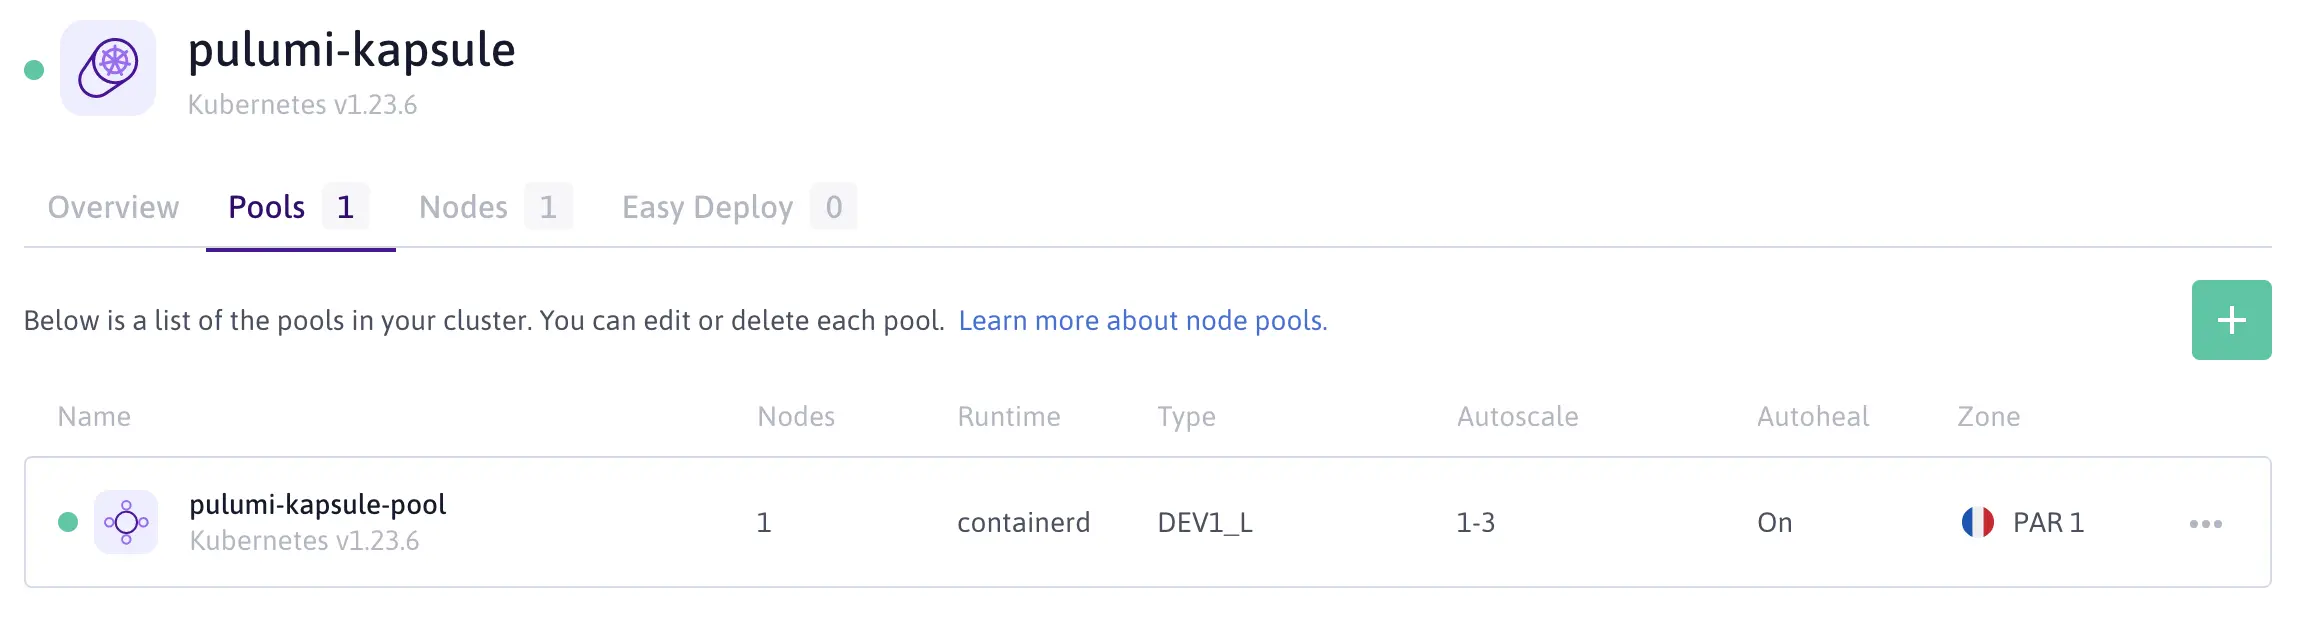 pulumi-kapsule
Kubernetes v1.23.6
Overview Pools 1 Nodes 1 Easy Deploy 0
Below is a list of the pools in your cluster. You can edit or delete each pool. Learn more about node pools.
Name Nodes Runtime Type Autoscale Autoheal Zone
pulumi-kapsule-pool
Kubernetes v1.23.6
1 containerd DEV1_L 1-3 On PAR 1